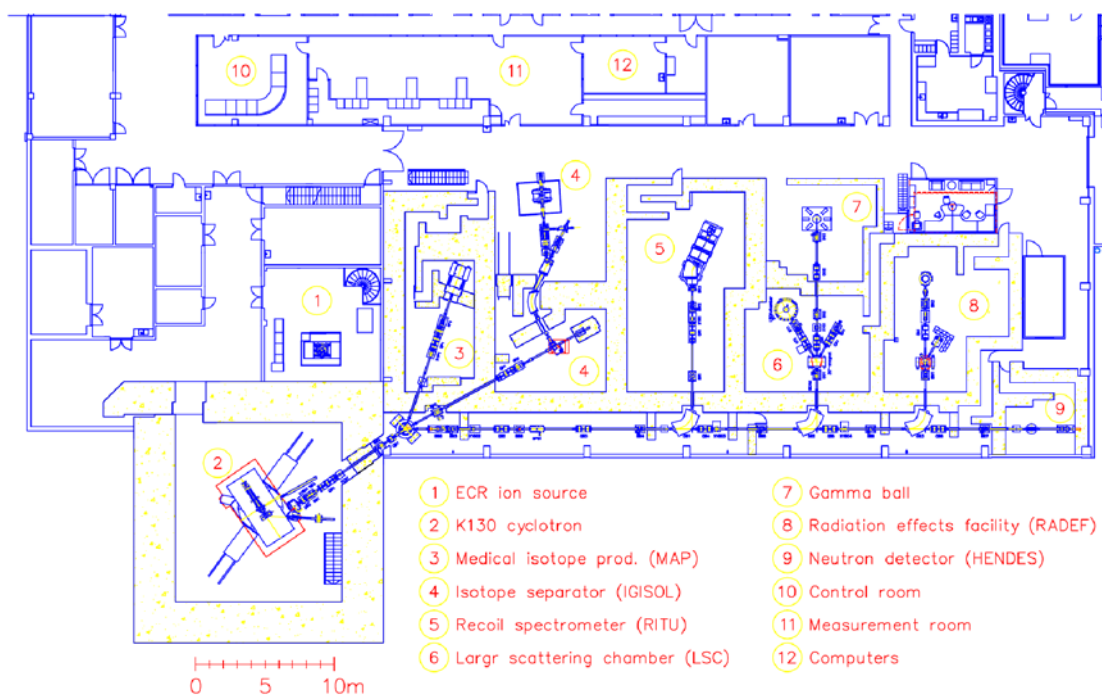 10
11
12
4
7
5
1
8
3
6
4
9
2
1 ECR ion source
2 K130 cyclotron
3 Medical isotope prod. (MAP)
4 Isotope separator (IGISOL)
5 Recoil spectrometer (RITU)
6 Largr scattering chamber (LSC)
7 Gamma ball
8 Radiation effects facility (RADEF)
9 Neutron detector (HENDES)
10 Control room
11 Measurement room
12 Computers
0 5 10m